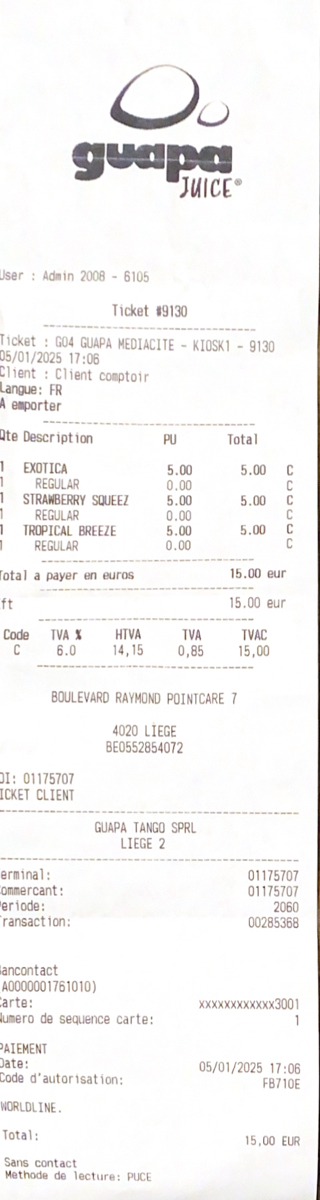 guapa
JUICE®
User : Admin 2008 - 6105
Ticket #9130
Ticket : G04 GUAPA MEDIACITE - KIOSK1 - 9130
05/01/2025 17:06
Client : Client comptoir
Langue: FR
A emporter
Qte Description PU Total
1 EXOTICA 5.00 5.00 C
1 REGULAR 0.00 C
1 STRAWBERRY SQUEEZ 5.00 5.00 C
1 REGULAR 0.00 C
1 TROPICAL BREEZE 5.00 5.00 C
1 REGULAR 0.00 C
Total a payer en euros 15.00 eur
ft 15.00 eur
Code TVA % HTVA TVA TVAC
C 6.0 14,15 0,85 15,00
BOULEVARD RAYMOND POINTCARE 7
4020 LIEGE
BE0552854072
OI: 01175707
ICKET CLIENT
GUAPA TANGO SPRL
LIEGE 2
erminal: 01175707
ommercant: 01175707
eriode: 2060
ransaction: 00285368
ancontact
A0000001761010)
Carte: xxxxxxxxxxxx3001
Numero de sequence carte: 1
PAIEMENT
Date: 05/01/2025 17:06
Code d'autorisation: FB710E
WORLDLINE.
Total: 15,00 EUR
Sans contact
Methode de lecture: PUCE